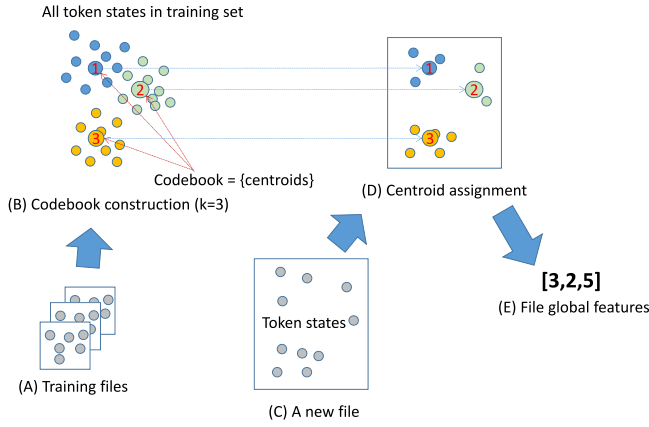 All token states in training set
1
2
3
1
2
3
Codebook = {centroids}
(B) Codebook construction (k=3)
(D) Centroid assignment
Token states
[3,2,5]
(E) File global features
(A) Training files
(C) A new file